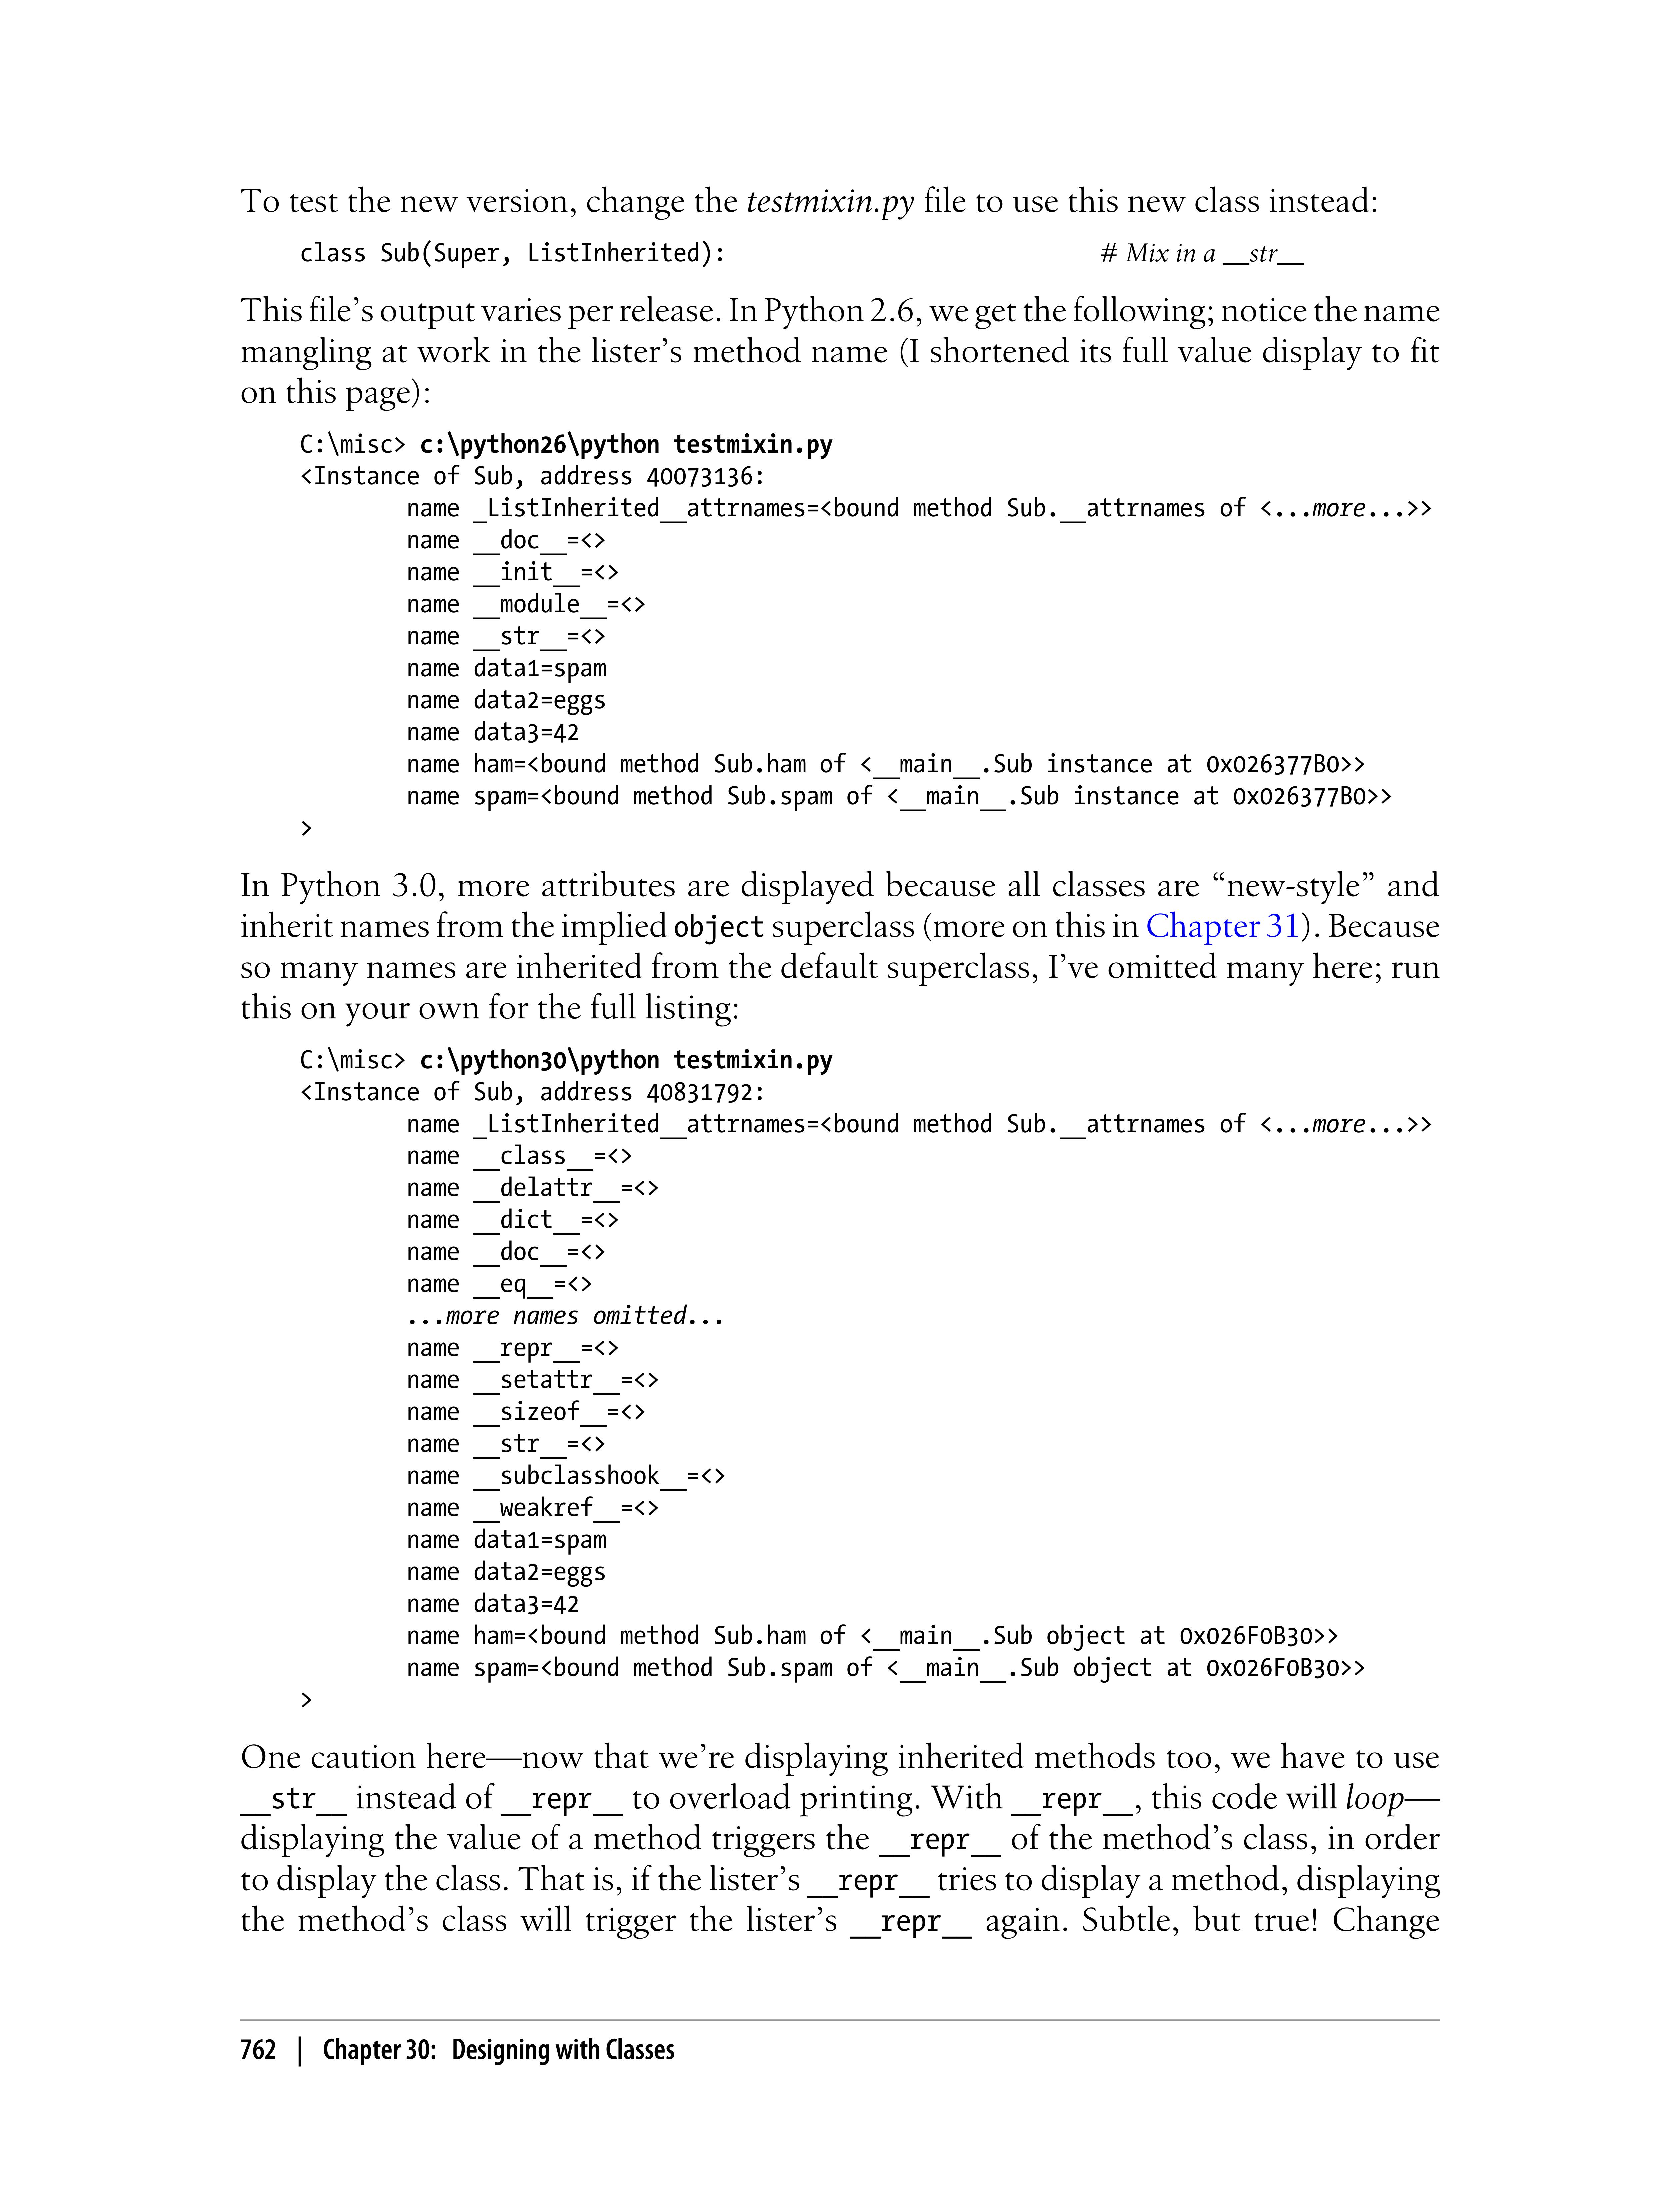 To test the new version, change the testmixin.py file to use this new class instead:
class Sub(Super, ListInherited): # Mix in a __str__
This file’s output varies per release. In Python 2.6, we get the following; notice the name
mangling at work in the lister’s method name (I shortened its full value display to fit
on this page):
C:\misc> c:\python26\python testmixin.py
<Instance of Sub, address 40073136:
name _ListInherited__attrnames=<bound method Sub.__attrnames of <...more...>>
name __doc__=<>
name __init__=<>
name __module__=<>
name __str__=<>
name data1=spam
name data2=eggs
name data3=42
name ham=<bound method Sub.ham of <__main__.Sub instance at 0x026377B0>>
name spam=<bound method Sub.spam of <__main__.Sub instance at 0x026377B0>>
>
In Python 3.0, more attributes are displayed because all classes are “new-style” and
inherit names from the implied object superclass (more on this in Chapter 31). Because
so many names are inherited from the default superclass, I’ve omitted many here; run
this on your own for the full listing:
C:\misc> c:\python30\python testmixin.py
<Instance of Sub, address 40831792:
name _ListInherited__attrnames=<bound method Sub.__attrnames of <...more...>>
name __class__=<>
name __delattr__=<>
name __dict__=<>
name __doc__=<>
name __eq__=<>
...more names omitted...
name __repr__=<>
name __setattr__=<>
name __sizeof__=<>
name __str__=<>
name __subclasshook__=<>
name __weakref__=<>
name data1=spam
name data2=eggs
name data3=42
name ham=<bound method Sub.ham of <__main__.Sub object at 0x026F0B30>>
name spam=<bound method Sub.spam of <__main__.Sub object at 0x026F0B30>>
>
One caution here—now that we’re displaying inherited methods too, we have to use
__str__ instead of __repr__ to overload printing. With __repr__, this code will loop—
displaying the value of a method triggers the __repr__ of the method’s class, in order
to display the class. That is, if the lister’s __repr__ tries to display a method, displaying
the method’s class will trigger the lister’s __repr__ again. Subtle, but true! Change
762 | Chapter 30: Designing with Classes